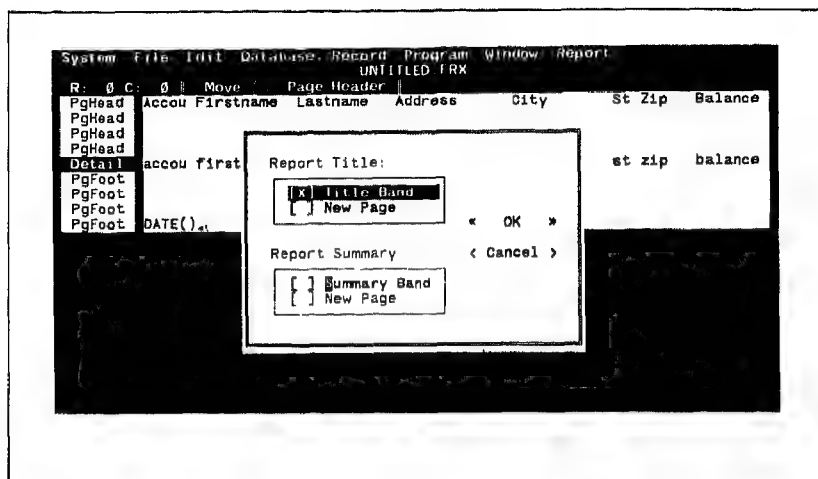 System File Edit Database Record Program Window Report
UNTITLED.FRX
R: 0 C: 0 Move Page Header
PgHead Accou Firstname Lastname Address City St Zip Balance
PgHead
PgHead
PgHead
Detail accou first st zip balance
PgFoot
PgFoot
PgFoot
PgFoot DATE()
Report Title:
[X] Title Band
[ ] New Page
« OK »
Report Summary
< Cancel >
[ ] Summary Band
[ ] New Page